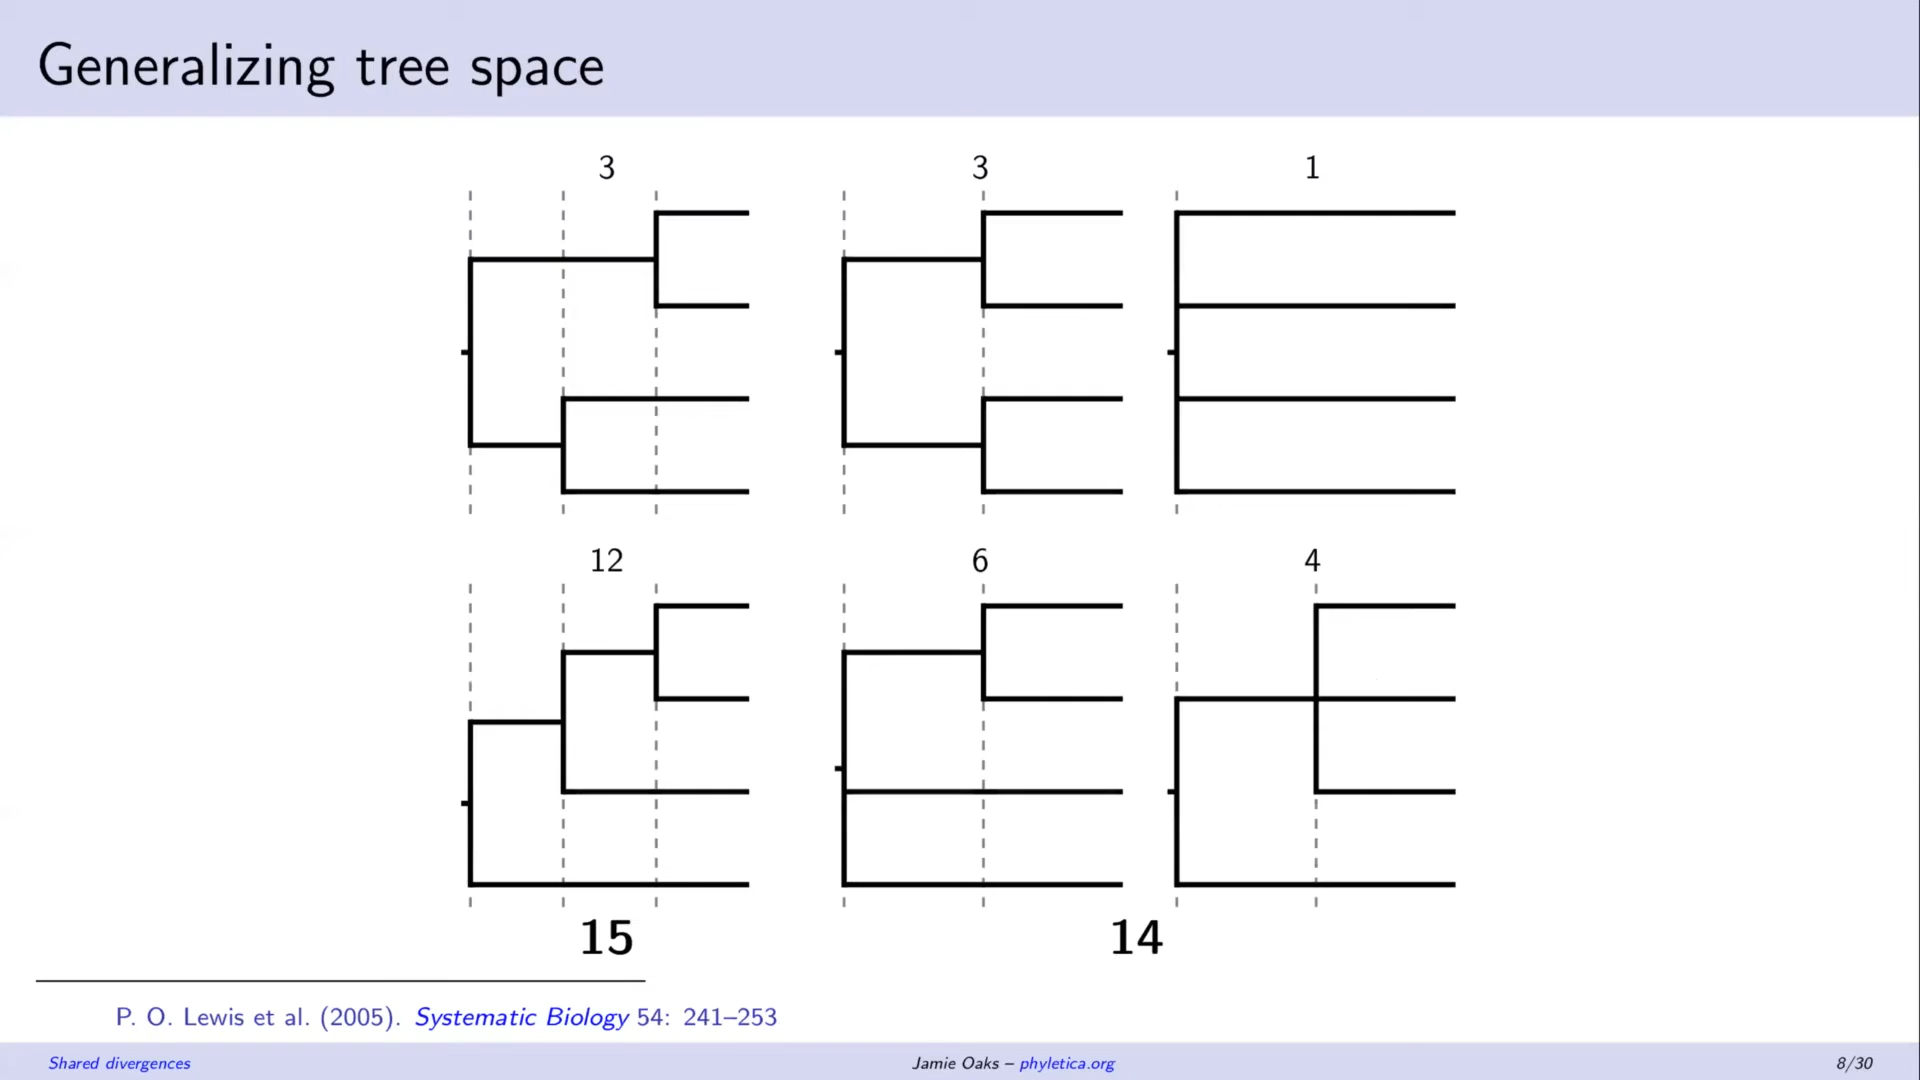 Generalizing tree space
3 3 1
12 6 4
15 14
P. O. Lewis et al. (2005). Systematic Biology 54: 241–253
Shared divergences Jamie Oaks – phyletica.org 8/30